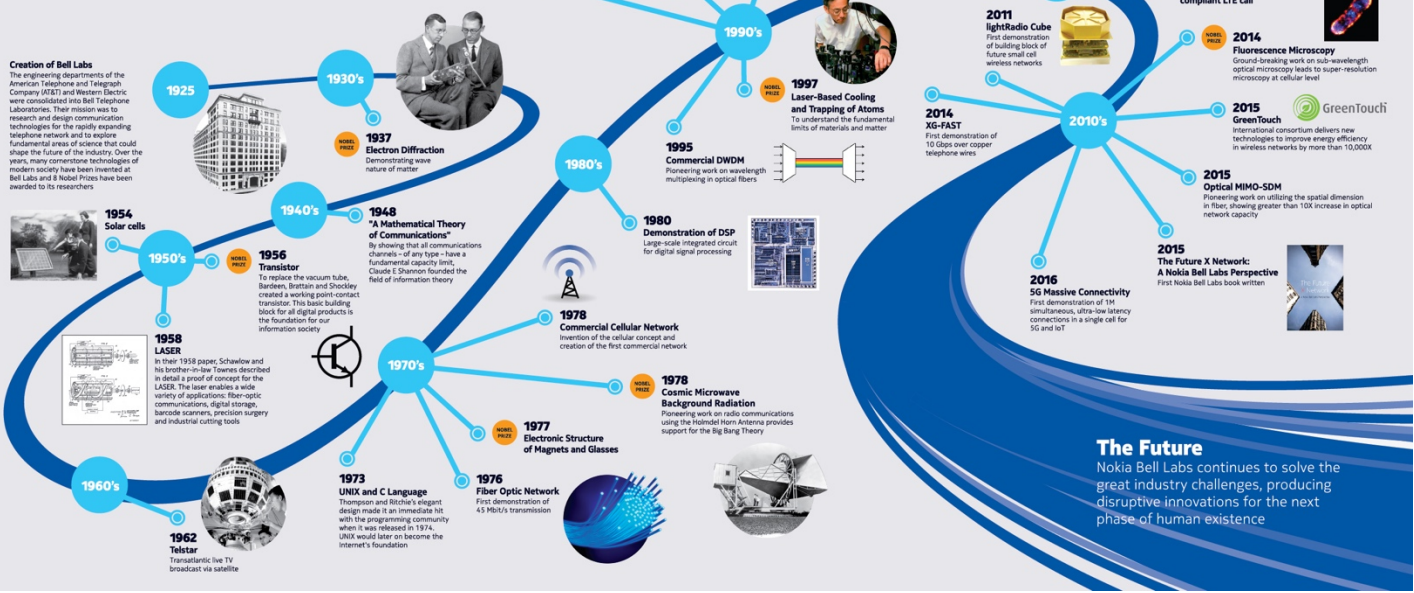 Creation of Bell Labs
The engineering departments of the
American Telephone and Telegraph
Company (AT&T) and Western Electric
were consolidated into Bell Telephone
Laboratories. Their mission was to
research and design communication
technologies for the rapidly expanding
telephone network and to explore
fundamental areas of science that could
shape the future of the industry. Over the
years, many cornerstone technologies of
modern society have been invented at
Bell Labs and 8 Nobel Prizes have been
awarded to its researchers
1925
1930's
NOBEL
PRIZE
1937
Electron Diffraction
Demonstrating wave
nature of matter
1940's
1948
"A Mathematical Theory
of Communications"
By showing that all communications
channels – of any type – have a
fundamental capacity limit,
Claude E Shannon founded the
field of information theory
1954
Solar cells
1950's
NOBEL
PRIZE
1956
Transistor
To replace the vacuum tube,
Bardeen, Brattain and Shockley
created a working point-contact
transistor. This basic building
block for all digital products is
the foundation for our
information society
1958
LASER
In their 1958 paper, Schawlow and
his brother-in-law Townes described
in detail a proof of concept for the
LASER. The laser enables a wide
variety of applications: fiber-optic
communications, digital storage,
barcode scanners, precision surgery
and industrial cutting tools
1960's
1962
Telstar
Transatlantic live TV
broadcast via satellite
1970's
1973
UNIX and C Language
Thompson and Ritchie's elegant
design made it an immediate hit
with the programming community
when it was released in 1974.
UNIX would later on become the
Internet's foundation
1976
Fiber Optic Network
First demonstration of
45 Mbit/s transmission
NOBEL
PRIZE
1977
Electronic Structure
of Magnets and Glasses
NOBEL
PRIZE
1978
Cosmic Microwave
Background Radiation
Pioneering work on radio communications
using the Holmdel Horn Antenna provides
support for the Big Bang Theory
1978
Commercial Cellular Network
Invention of the cellular concept and
creation of the first commercial network
1980's
1980
Demonstration of DSP
Large-scale integrated circuit
for digital signal processing
1990's
1995
Commercial DWDM
Pioneering work on wavelength
multiplexing in optical fibers
NOBEL
PRIZE
1997
Laser-Based Cooling
and Trapping of Atoms
To understand the fundamental
limits of materials and matter
2010's
2011
lightRadio Cube
First demonstration
of building block of
future small cell
wireless networks
2014
XG-FAST
First demonstration of
10 Gbps over copper
telephone wires
compliant LTE call
NOBEL
PRIZE
2014
Fluorescence Microscopy
Ground-breaking work on sub-wavelength
optical microscopy leads to super-resolution
microscopy at cellular level
2015
GreenTouch
International consortium delivers new
technologies to improve energy efficiency
in wireless networks by more than 10,000X
GreenTouch
2015
Optical MIMO-SDM
Pioneering work on utilizing the spatial dimension
in fiber, showing greater than 10X increase in optical
network capacity
2015
The Future X Network:
A Nokia Bell Labs Perspective
First Nokia Bell Labs book written
The Future
2016
5G Massive Connectivity
First demonstration of 1M
simultaneous, ultra-low latency
connections in a single cell for
5G and IoT
The Future
Nokia Bell Labs continues to solve the
great industry challenges, producing
disruptive innovations for the next
phase of human existence